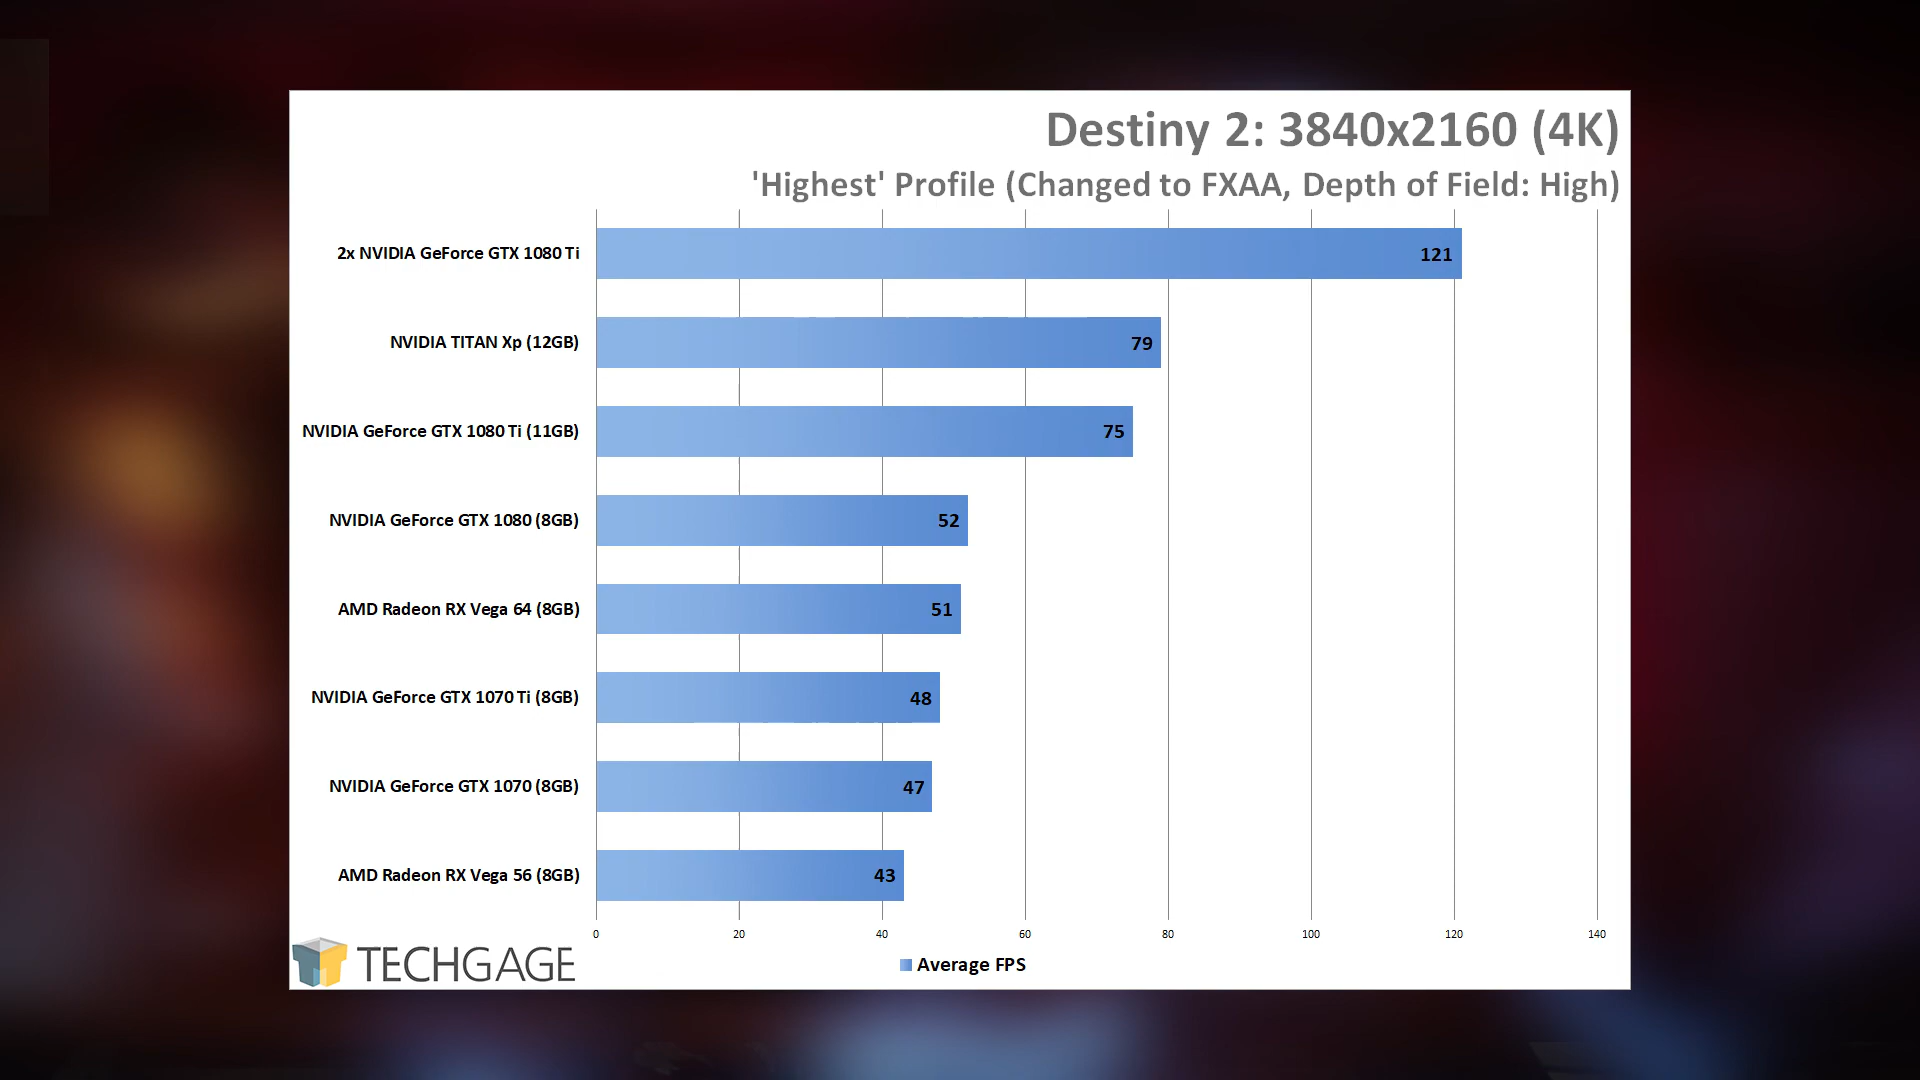 Destiny 2: 3840x2160 (4K)
'Highest' Profile (Changed to FXAA, Depth of Field: High)
2x NVIDIA GeForce GTX 1080 Ti
121
NVIDIA TITAN Xp (12GB)
79
NVIDIA GeForce GTX 1080 Ti (11GB)
75
NVIDIA GeForce GTX 1080 (8GB)
52
AMD Radeon RX Vega 64 (8GB)
51
NVIDIA GeForce GTX 1070 Ti (8GB)
48
NVIDIA GeForce GTX 1070 (8GB)
47
AMD Radeon RX Vega 56 (8GB)
43
0 20 40 60 80 100 120 140
Average FPS
TECHGAGE